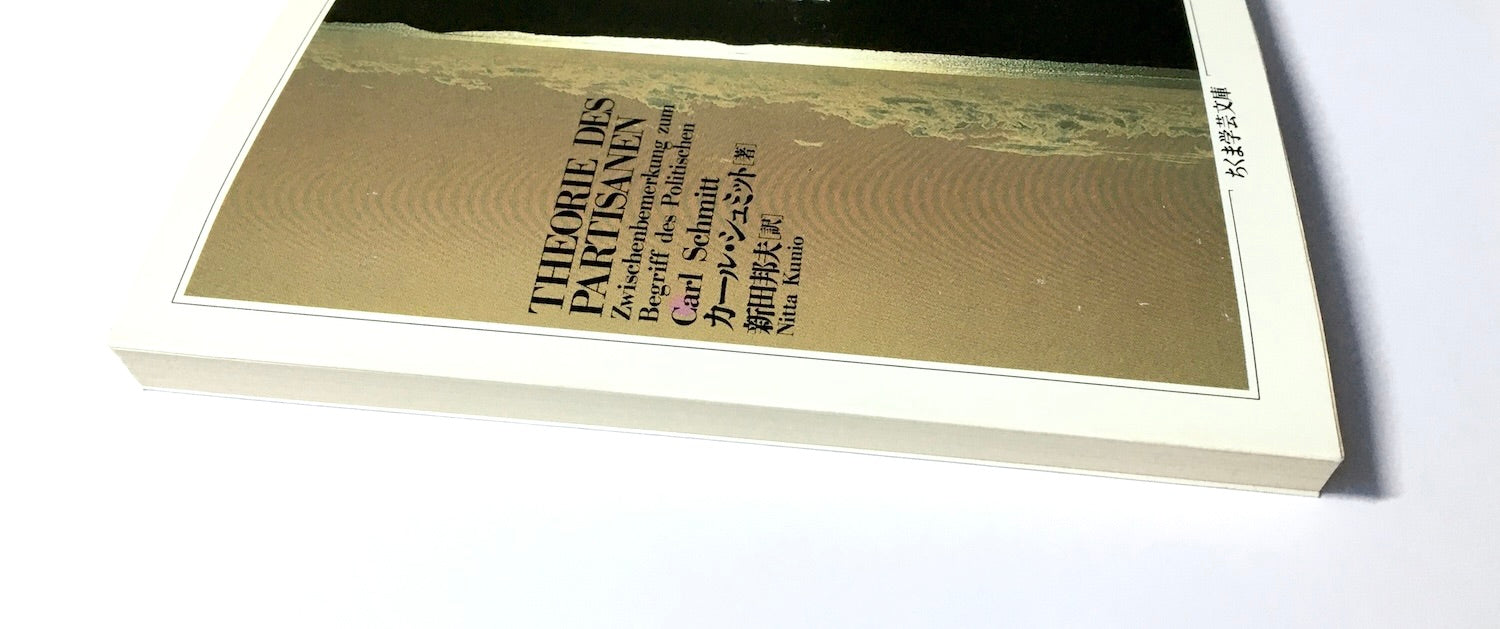 THEORIE DES
PARTISANEN
Zwischenbemerkung zum
Begriff des Politischen
Carl Schmitt
カール・シュミット[著]
新田邦夫[訳]
Nitta Kunio
ちくま学芸文庫